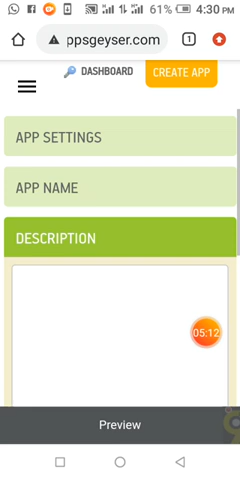 61% 4:30 PM
ppsgeyser.com 1
DASHBOARD CREATE APP
APP SETTINGS
APP NAME
DESCRIPTION
05:12
Preview